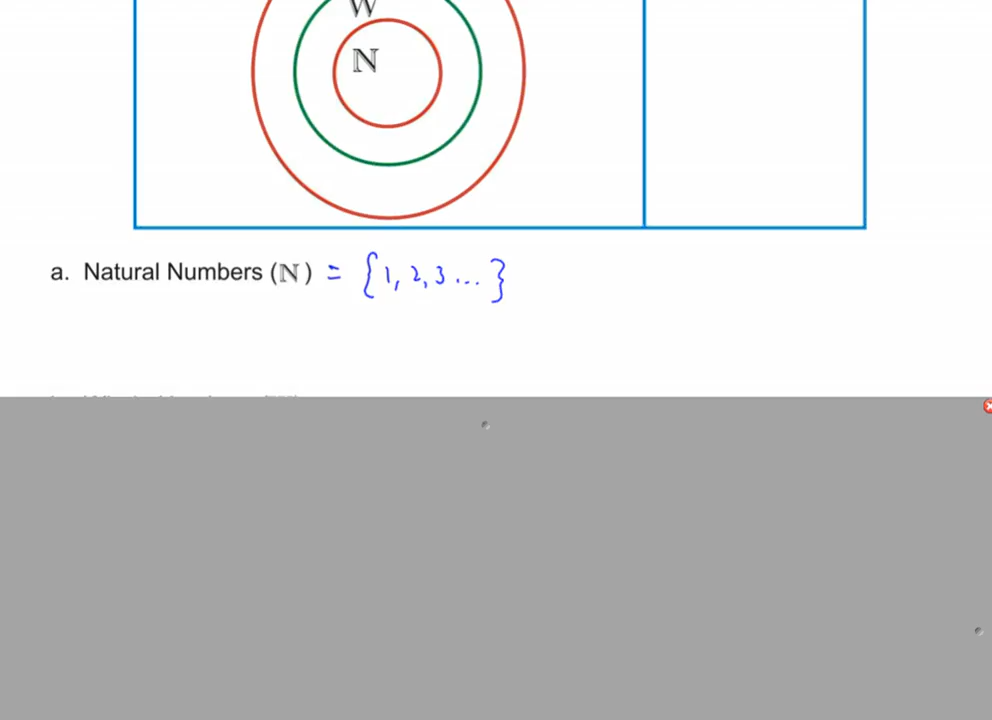 W
N
a. Natural Numbers (ℕ) = {1, 2, 3 ... }